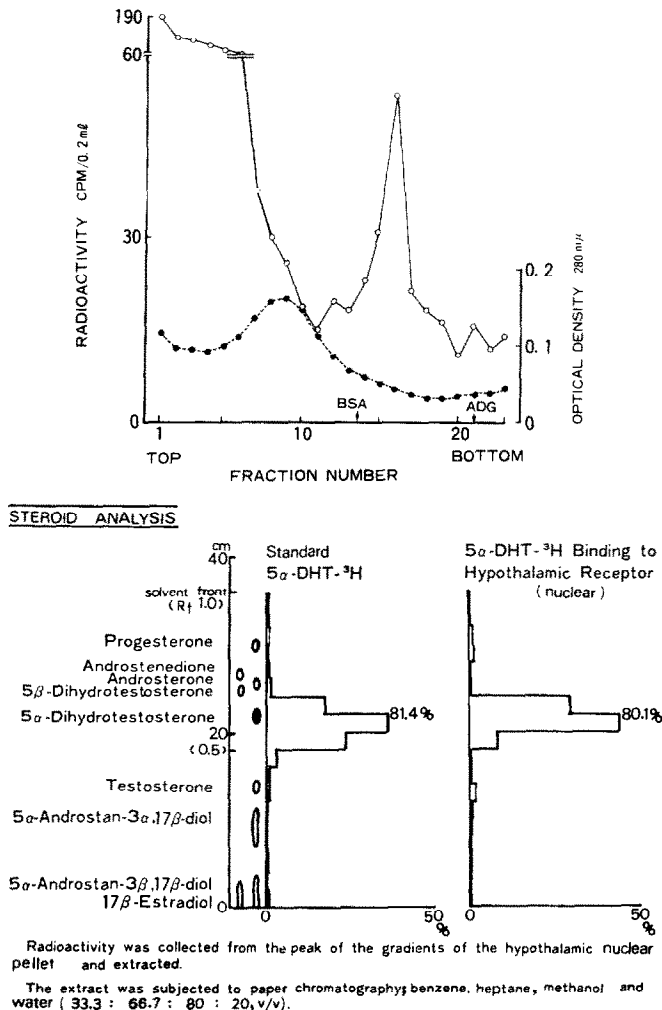 190
60
30
0
RADIOACTIVITY CPM/0.2 ml
0.2
0.1
0
OPTICAL DENSITY 280 mμ
BSA
ADG
1
10
20
TOP
BOTTOM
FRACTION NUMBER
STEROID ANALYSIS
cm
40
Standard
5α-DHT-³H
5α-DHT-³H Binding to
Hypothalamic Receptor
(nuclear)
solvent front
(Rf 1.0)
Progesterone
Androstenedione
Androsterone
5β-Dihydrotestosterone
5α-Dihydrotestosterone
81.4%
80.1%
20
(0.5)
Testosterone
5α-Androstan-3α,17β-diol
5α-Androstan-3β,17β-diol
17β-Estradiol
0
0
50
%
0
50
%
Radioactivity was collected from the peak of the gradients of the hypothalamic nuclear
pellet and extracted.
The extract was subjected to paper chromatography; benzene, heptane, methanol and
water ( 33.3 : 66.7 : 80 : 20, v/v).